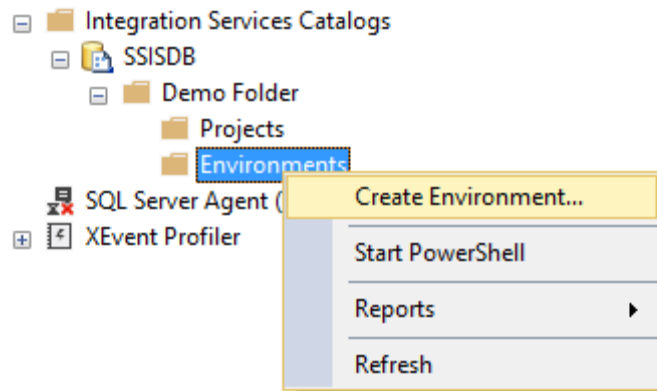 Integration Services Catalogs
SSISDB
Demo Folder
Projects
Environments
Create Environment...
SQL Server Agent (
XEvent Profiler
Start PowerShell
Reports
Refresh